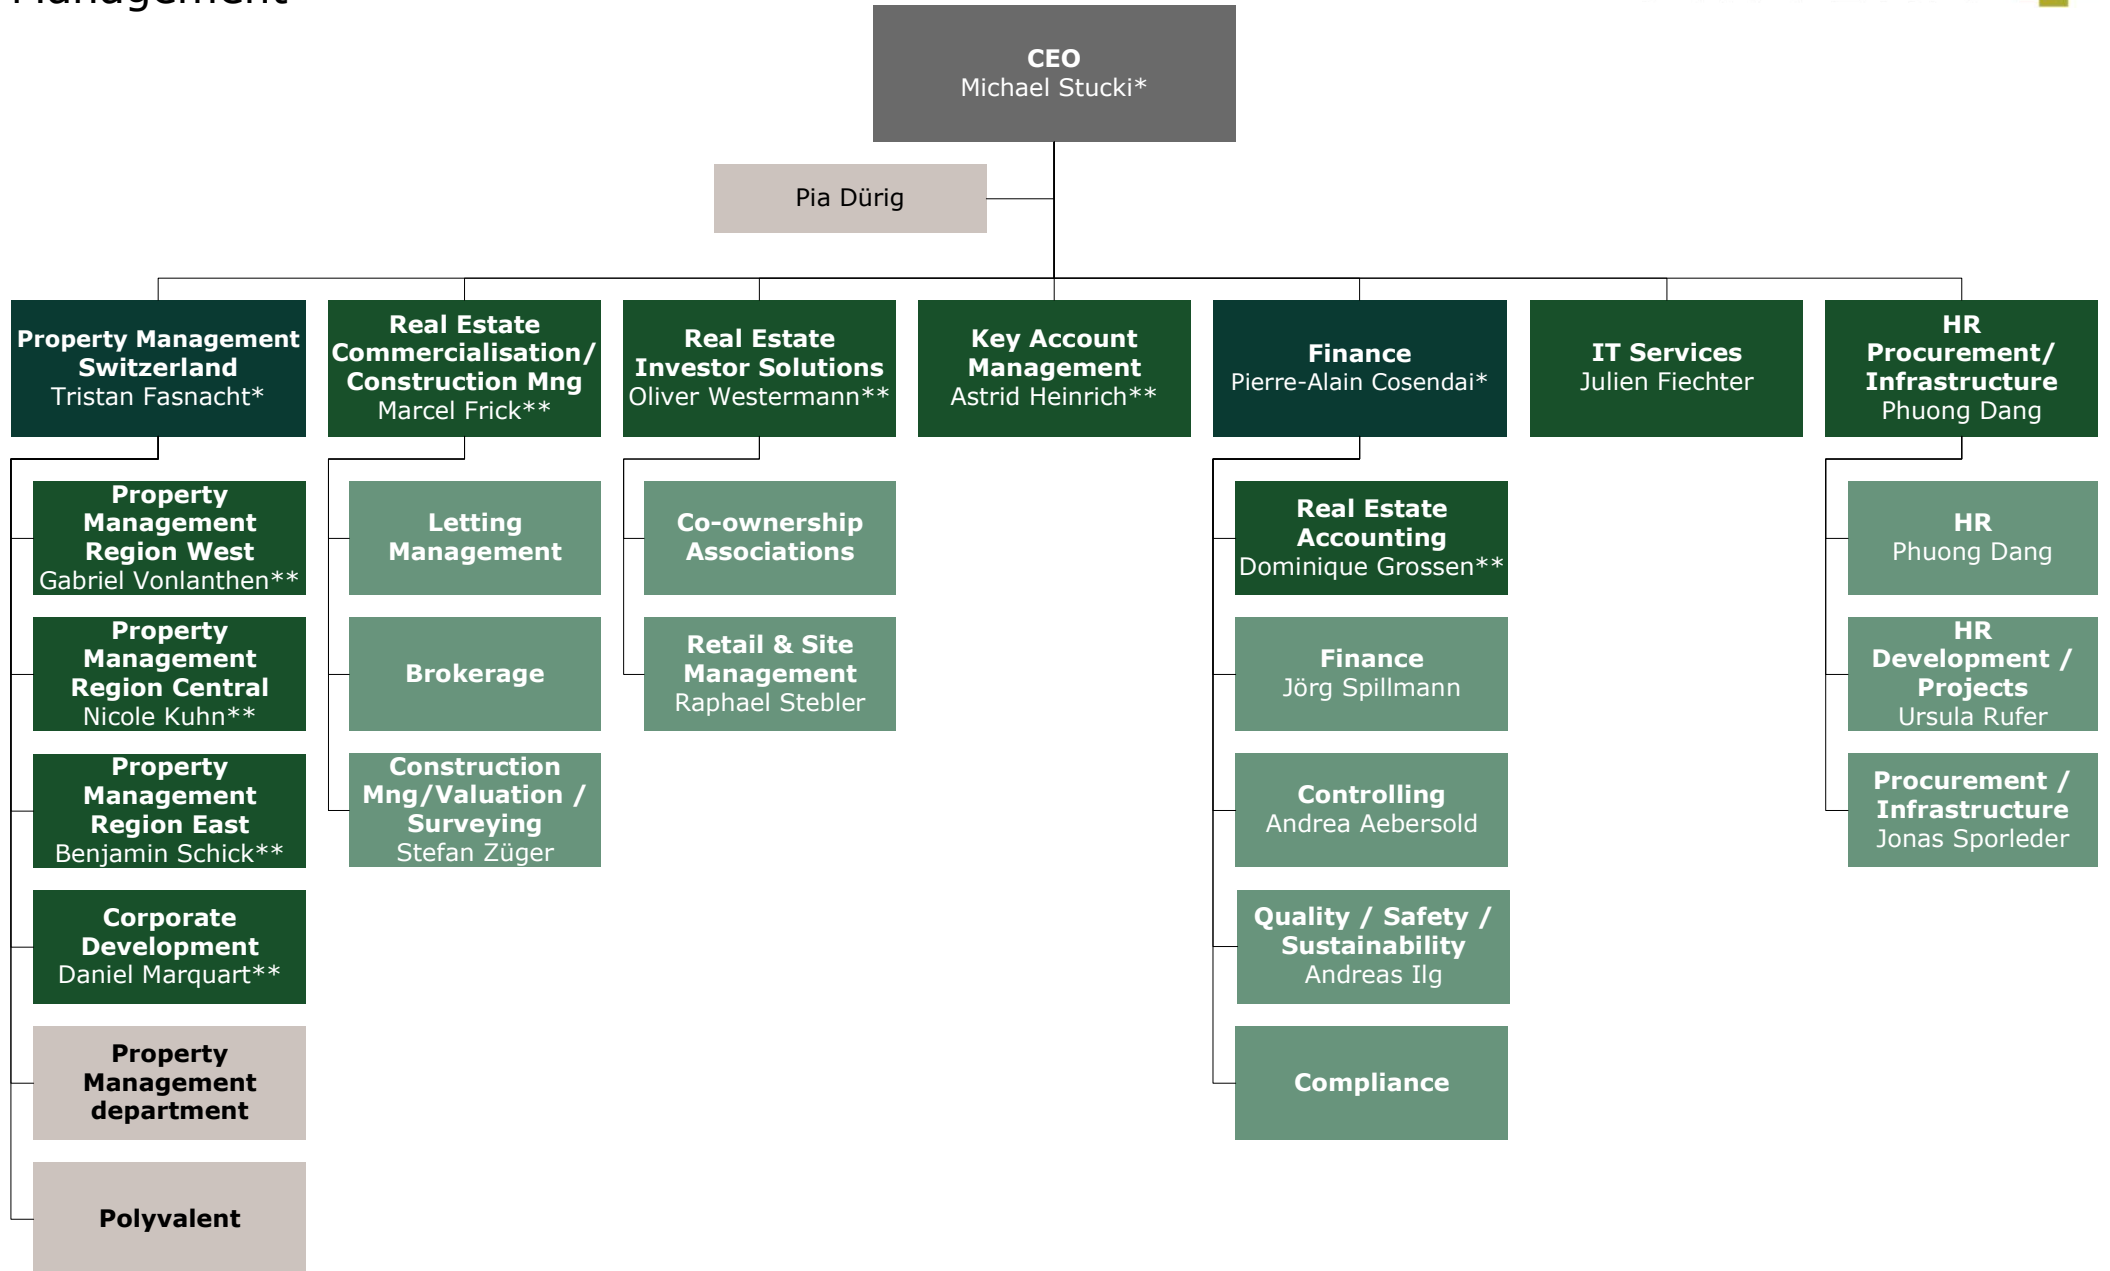 Management
CEO
Michael Stucki*
Pia Dürig
Property Management
Switzerland
Tristan Fasnacht*
Real Estate
Commercialisation/
Construction Mng
Marcel Frick**
Real Estate
Investor Solutions
Oliver Westermann**
Key Account
Management
Astrid Heinrich**
Finance
Pierre-Alain Cosendai*
IT Services
Julien Fiechter
HR
Procurement/
Infrastructure
Phuong Dang
Property
Management
Region West
Gabriel Vonlanthen**
Property
Management
Region Central
Nicole Kuhn**
Property
Management
Region East
Benjamin Schick**
Corporate
Development
Daniel Marquart**
Property
Management
department
Polyvalent
Letting
Management
Brokerage
Construction
Mng/Valuation /
Surveying
Stefan Züger
Co-ownership
Associations
Retail & Site
Management
Raphael Stebler
Real Estate
Accounting
Dominique Grossen**
Finance
Jörg Spillmann
Controlling
Andrea Aebersold
Quality / Safety /
Sustainability
Andreas Ilg
Compliance
HR
Phuong Dang
HR
Development /
Projects
Ursula Rufer
Procurement /
Infrastructure
Jonas Sporleder